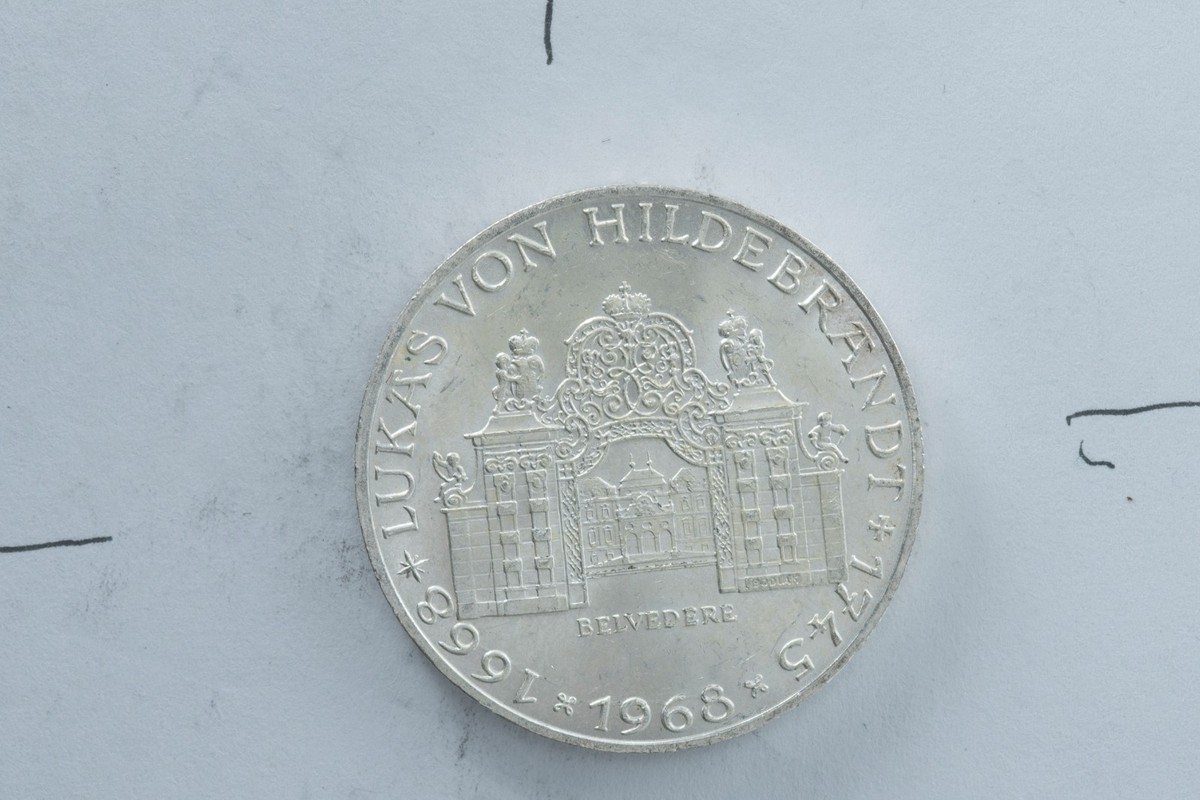 * LUKAS VON HILDEBRANDT + 1745
BELVEDERE
1668 * 1968 *